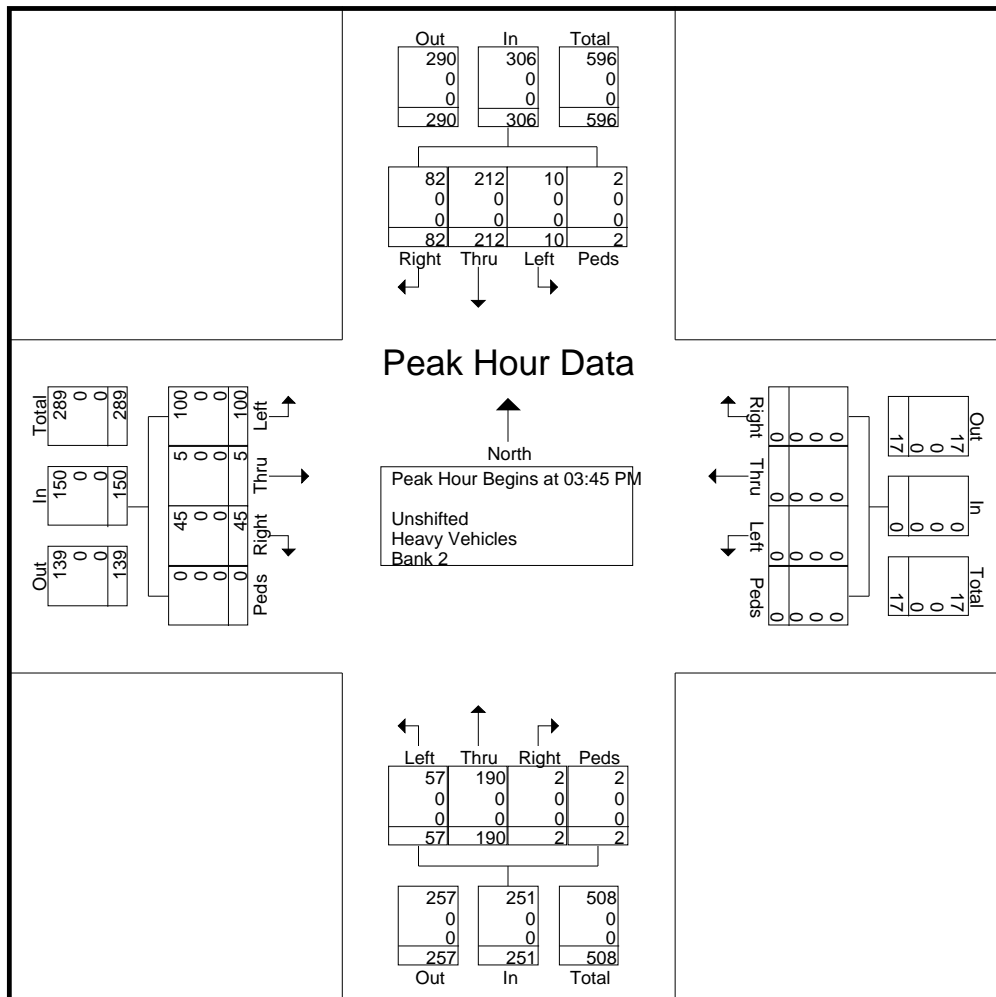 Out In Total
290 306 596
0 0 0
0 0 0
290 306 596
82 212 10 2
0 0 0 0
0 0 0 0
82 212 10 2
Right Thru Left Peds
Peak Hour Data
North
Peak Hour Begins at 03:45 PM
Unshifted
Heavy Vehicles
Bank 2
Total
289 0 0 289
In
150 0 0 150
Out
139 0 0 139
100 0 0 100 Left
5 0 0 5 Thru
45 0 0 45 Right
0 0 0 0 Peds
Right 0 0 0 0
Thru 0 0 0 0
Left 0 0 0 0
Peds 0 0 0 0
Out
17 0 0 17
In
0 0 0 0
Total
17 0 0 17
Left Thru Right Peds
57 190 2 2
0 0 0 0
0 0 0 0
57 190 2 2
257 251 508
0 0 0
0 0 0
257 251 508
Out In Total